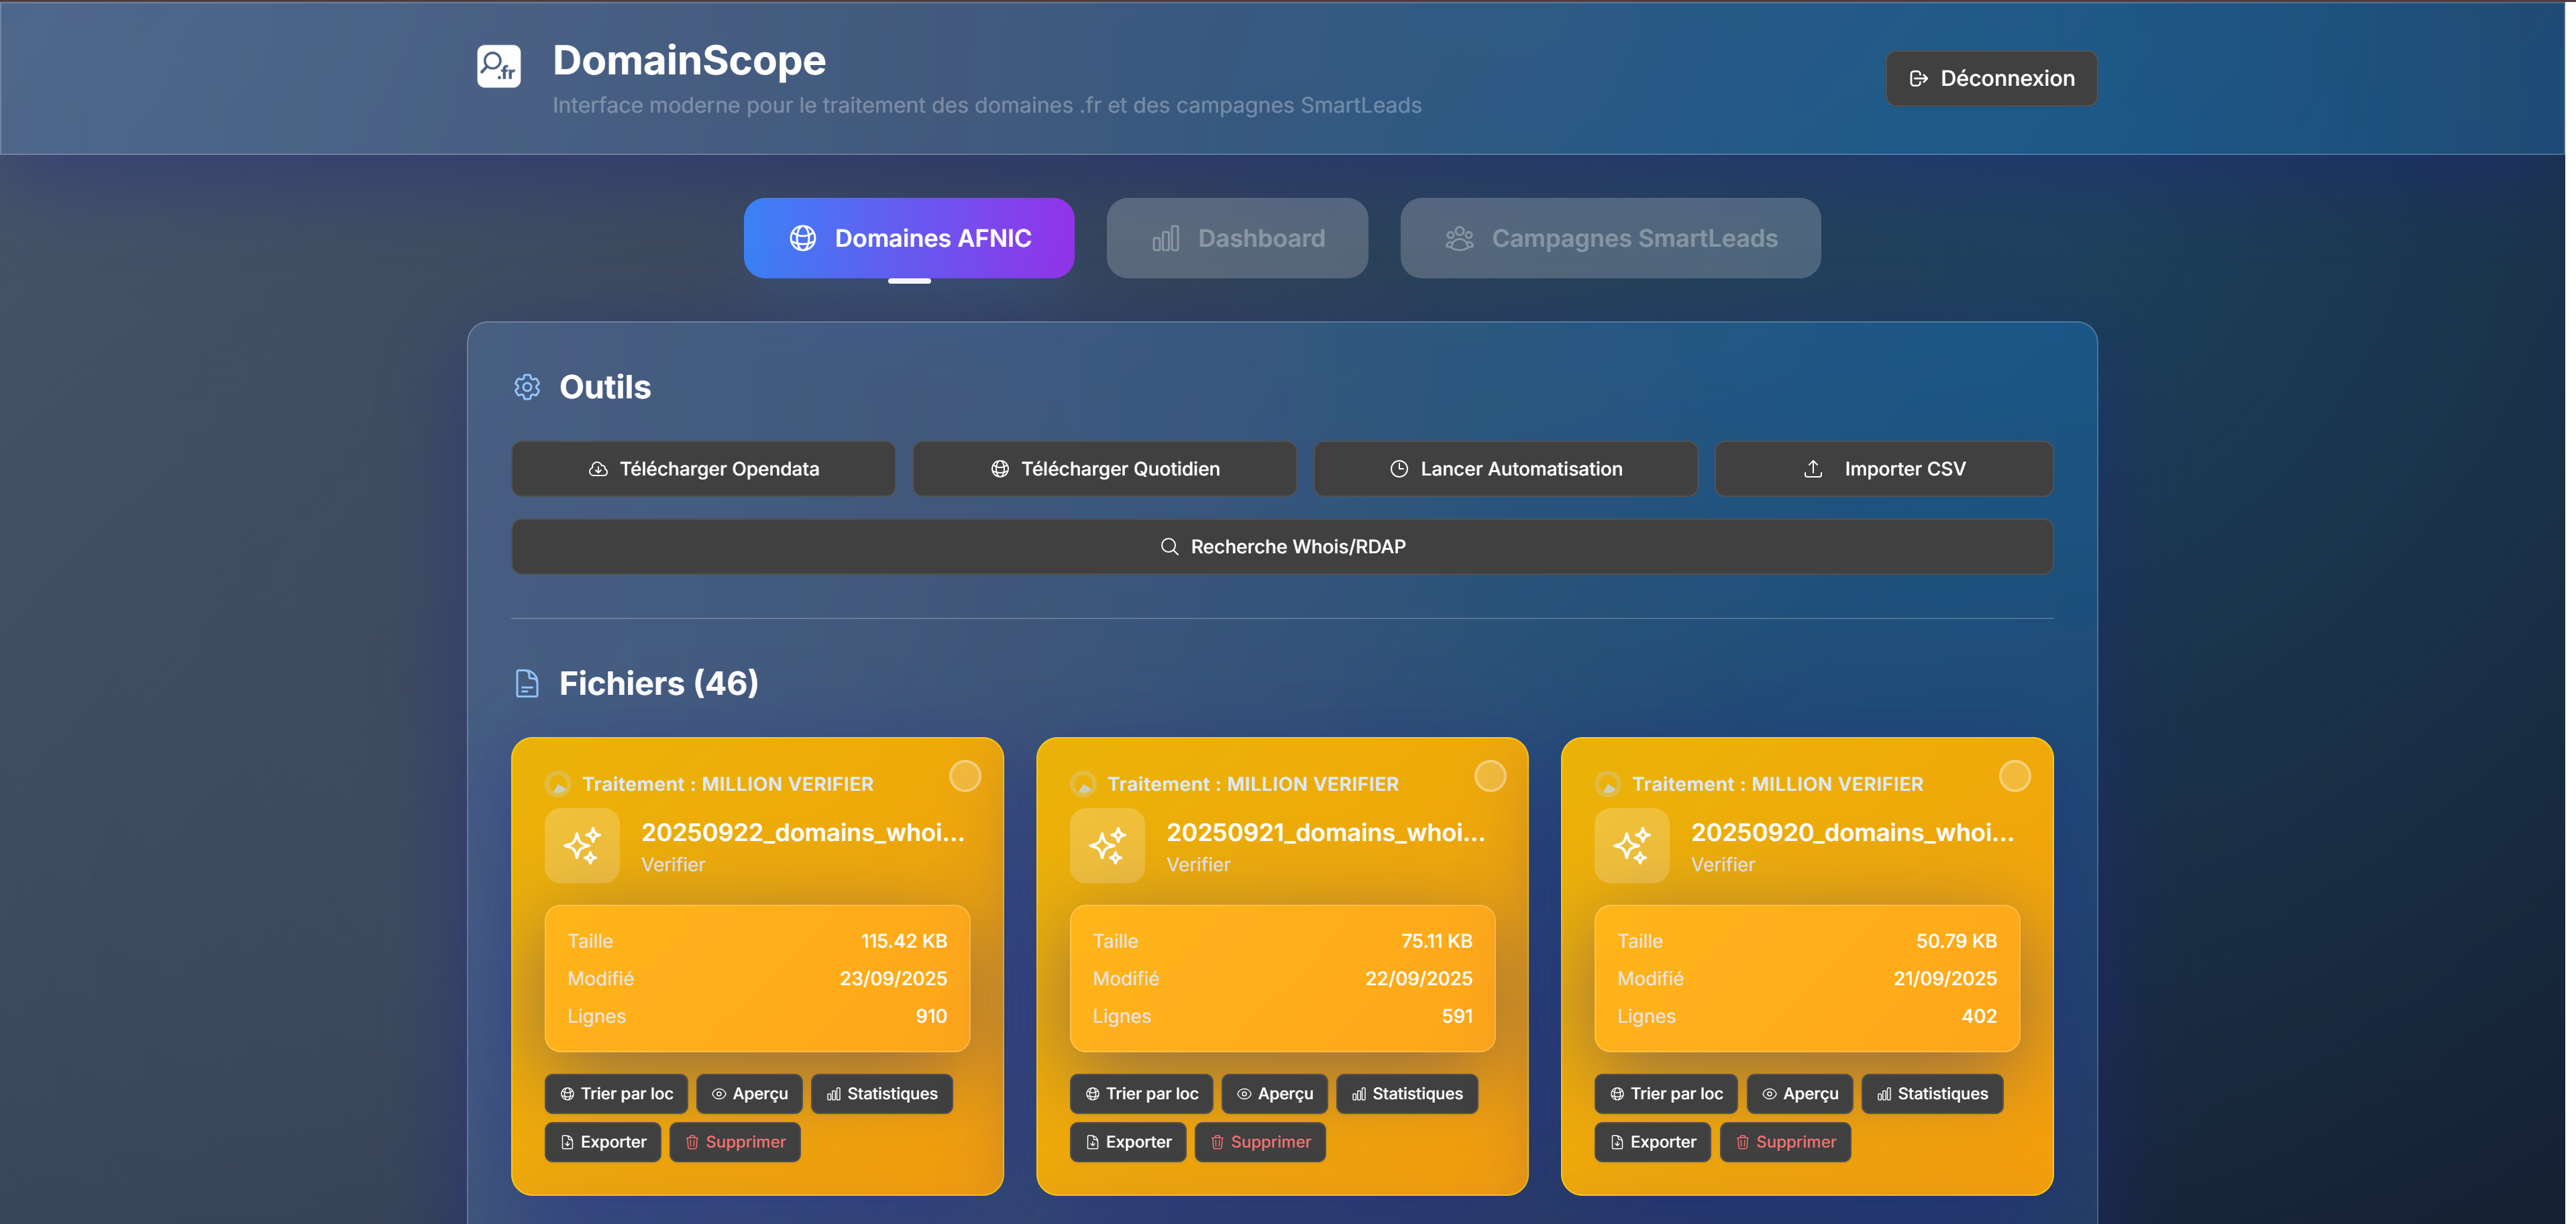 .fr
DomainScope
Interface moderne pour le traitement des domaines .fr et des campagnes SmartLeads
Déconnexion
Domaines AFNIC
Dashboard
Campagnes SmartLeads
Outils
Télécharger Opendata
Télécharger Quotidien
Lancer Automatisation
Importer CSV
Recherche Whois/RDAP
Fichiers (46)
Traitement : MILLION VERIFIER
20250922_domains_whoi...
Verifier
Taille 115.42 KB
Modifié 23/09/2025
Lignes 910
Trier par loc Aperçu Statistiques
Exporter Supprimer
Traitement : MILLION VERIFIER
20250921_domains_whoi...
Verifier
Taille 75.11 KB
Modifié 22/09/2025
Lignes 591
Trier par loc Aperçu Statistiques
Exporter Supprimer
Traitement : MILLION VERIFIER
20250920_domains_whoi...
Verifier
Taille 50.79 KB
Modifié 21/09/2025
Lignes 402
Trier par loc Aperçu Statistiques
Exporter Supprimer